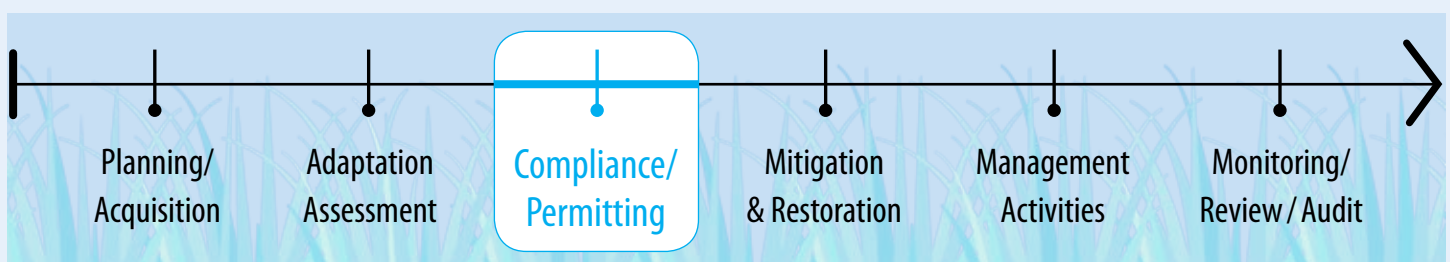 Planning/
Acquisition
Adaptation
Assessment
Compliance/
Permitting
Mitigation
& Restoration
Management
Activities
Monitoring/
Review / Audit